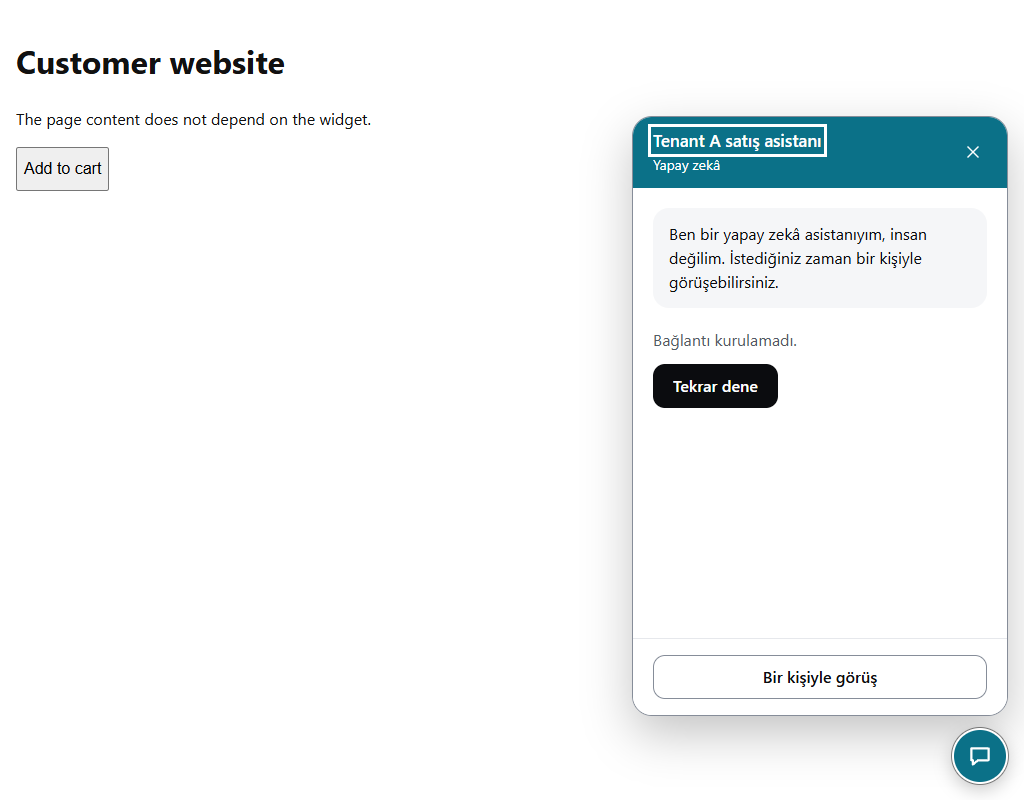 Customer website
The page content does not depend on the widget.
Add to cart
Tenant A satış asistanı
Yapay zekâ
Ben bir yapay zekâ asistanıyım, insan
değilim. İstediğiniz zaman bir kişiyle
görüşebilirsiniz.
Bağlantı kurulamadı.
Tekrar dene
Bir kişiyle görüş